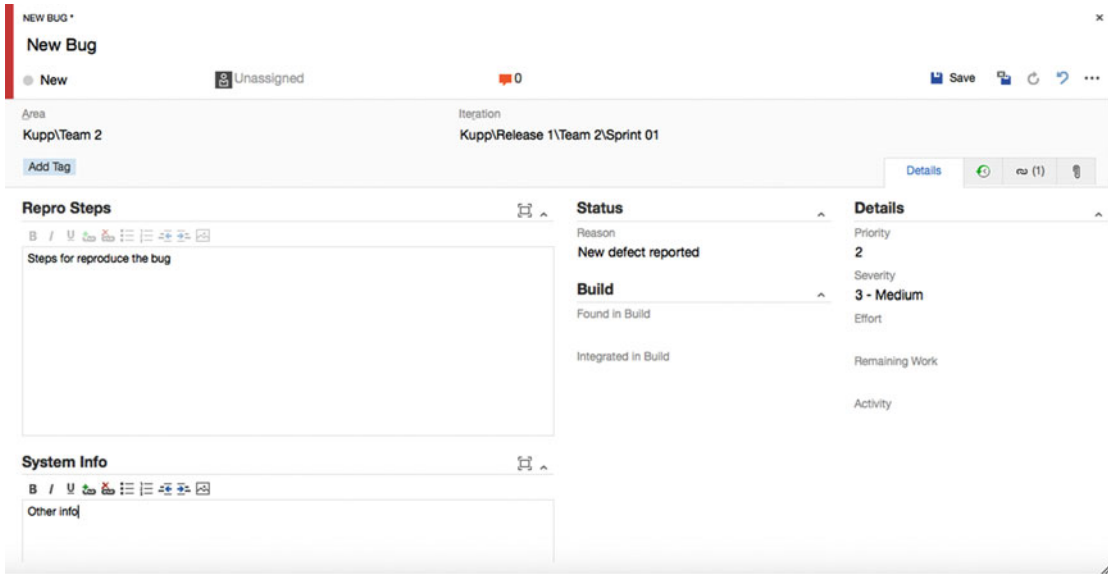 NEW BUG *
New Bug
New
Unassigned
0
Save
Area
Kupp\Team 2
Iteration
Kupp\Release 1\Team 2\Sprint 01
Add Tag
Details
(1)
Repro Steps
B I U
Steps for reproduce the bug
System Info
B I U
Other info
Status
Reason
New defect reported
Build
Found in Build
Integrated in Build
Details
Priority
2
Severity
3 - Medium
Effort
Remaining Work
Activity